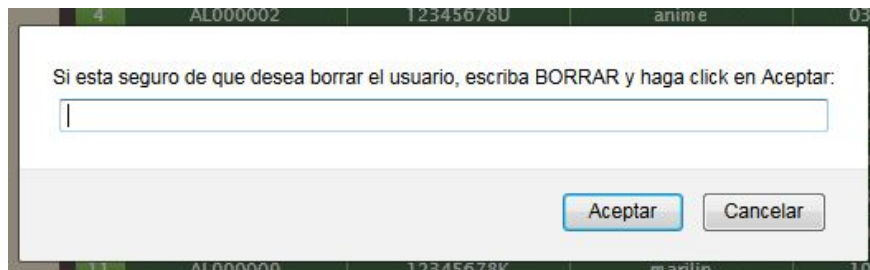 4 AL000002 12345678U anime 03
Si esta seguro de que desea borrar el usuario, escriba BORRAR y haga click en Aceptar:
Aceptar Cancelar
11 AL000000 12345678K marilin 10